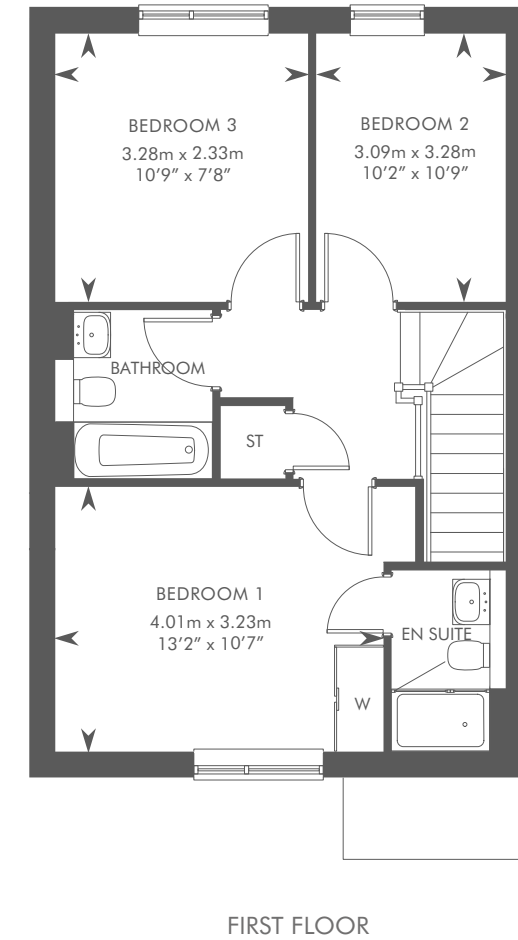 BEDROOM 3
3.28m x 2.33m
10’9” x 7’8”
BEDROOM 2
3.09m x 3.28m
10’2” x 10’9”
BATHROOM
ST
BEDROOM 1
4.01m x 3.23m
13’2” x 10’7”
EN SUITE
W
FIRST FLOOR